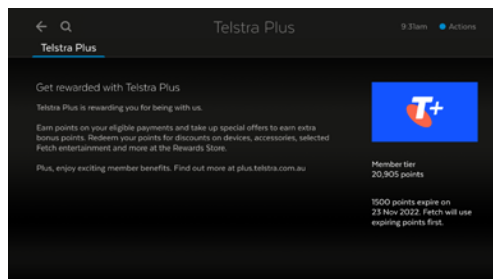 Telstra Plus
9:31am Actions
Telstra Plus
Get rewarded with Telstra Plus
Telstra Plus is rewarding you for being with us.
Earn points on your eligible payments and take up special offers to earn extra
bonus points. Redeem your points for discounts on devices, accessories, selected
Fetch entertainment and more at the Rewards Store.
Plus, enjoy exciting member benefits. Find out more at plus.telstra.com.au
T+
Member tier
20,905 points
1500 points expire on
23 Nov 2022. Fetch will use
expiring points first.